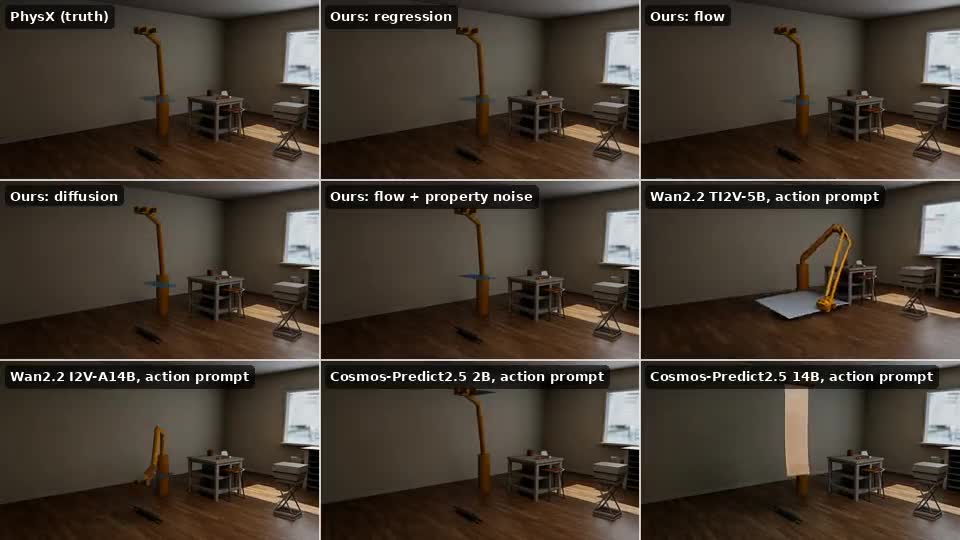 PhysX (truth)
Ours: regression
Ours: flow
Ours: diffusion
Ours: flow + property noise
Wan2.2 TI2V-5B, action prompt
Wan2.2 I2V-A14B, action prompt
Cosmos-Predict2.5 2B, action prompt
Cosmos-Predict2.5 14B, action prompt